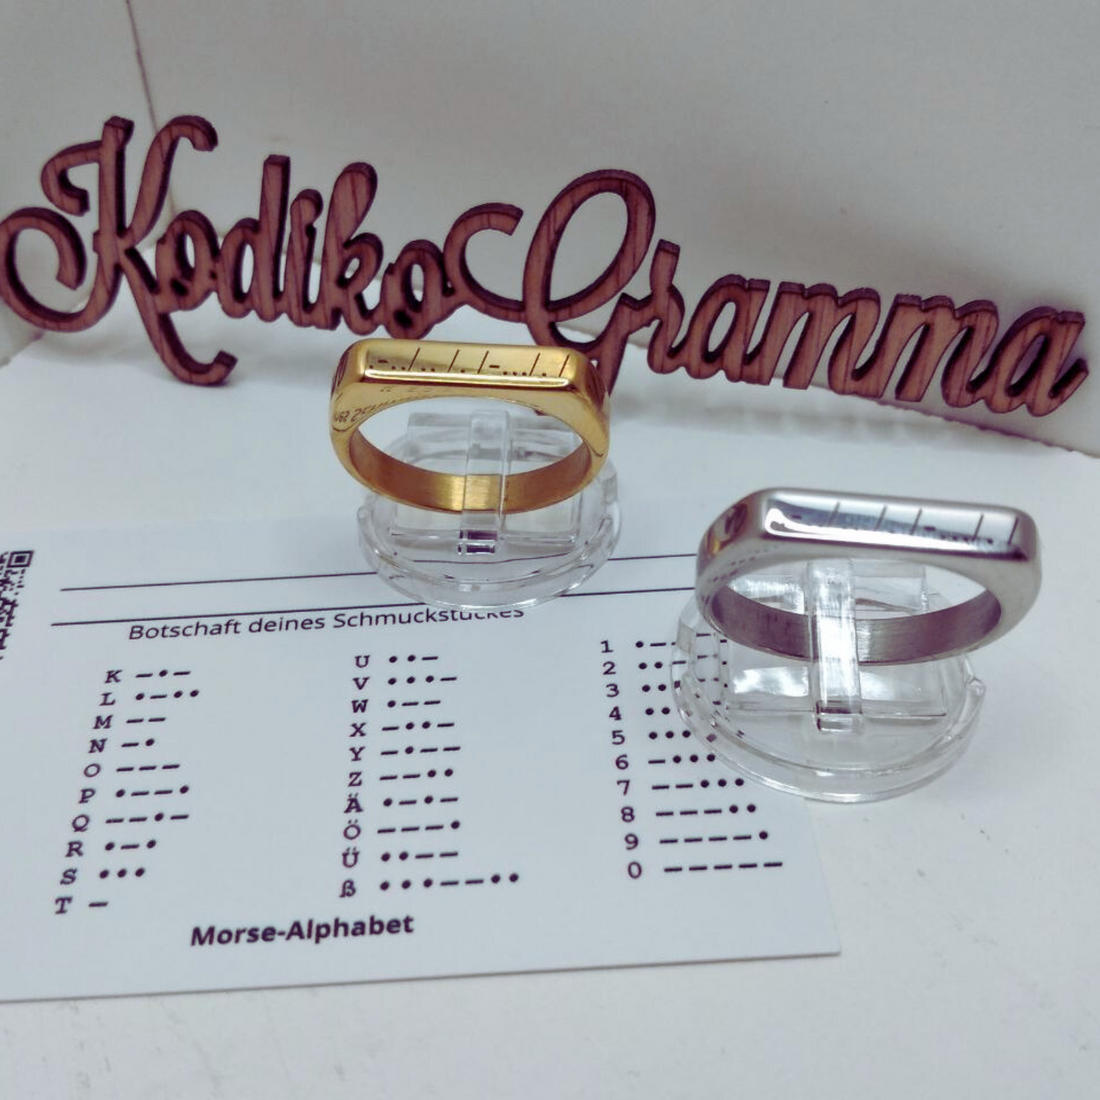 KodikoGramma
Botschaft deines Schmuckstückes
K –•–
L •–••
M ––
N –•
O –––
P •––•
Q ––•–
R •–•
S •••
T –
U ••–
V •••–
W •––
X –••–
Y –•––
Z ––••
Ä •–•–
Ö –––•
Ü ••––
ß •••––••
1
2
3
4
5
6 –••••
7 ––•••
8 –––••
9 ––––•
0 –––––
Morse-Alphabet